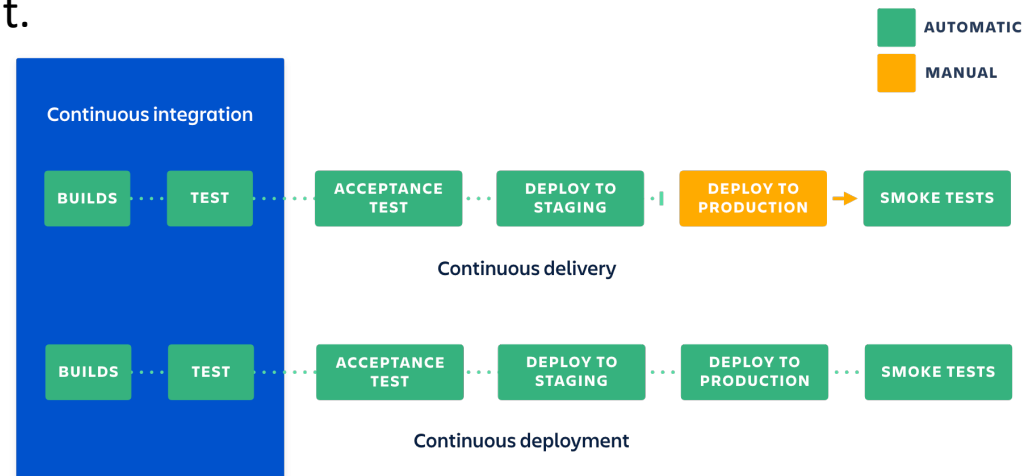 t.
AUTOMATIC
MANUAL
Continuous integration
BUILDS
TEST
ACCEPTANCE
TEST
DEPLOY TO
STAGING
DEPLOY TO
PRODUCTION
SMOKE TESTS
Continuous delivery
BUILDS
TEST
ACCEPTANCE
TEST
DEPLOY TO
STAGING
DEPLOY TO
PRODUCTION
SMOKE TESTS
Continuous deployment